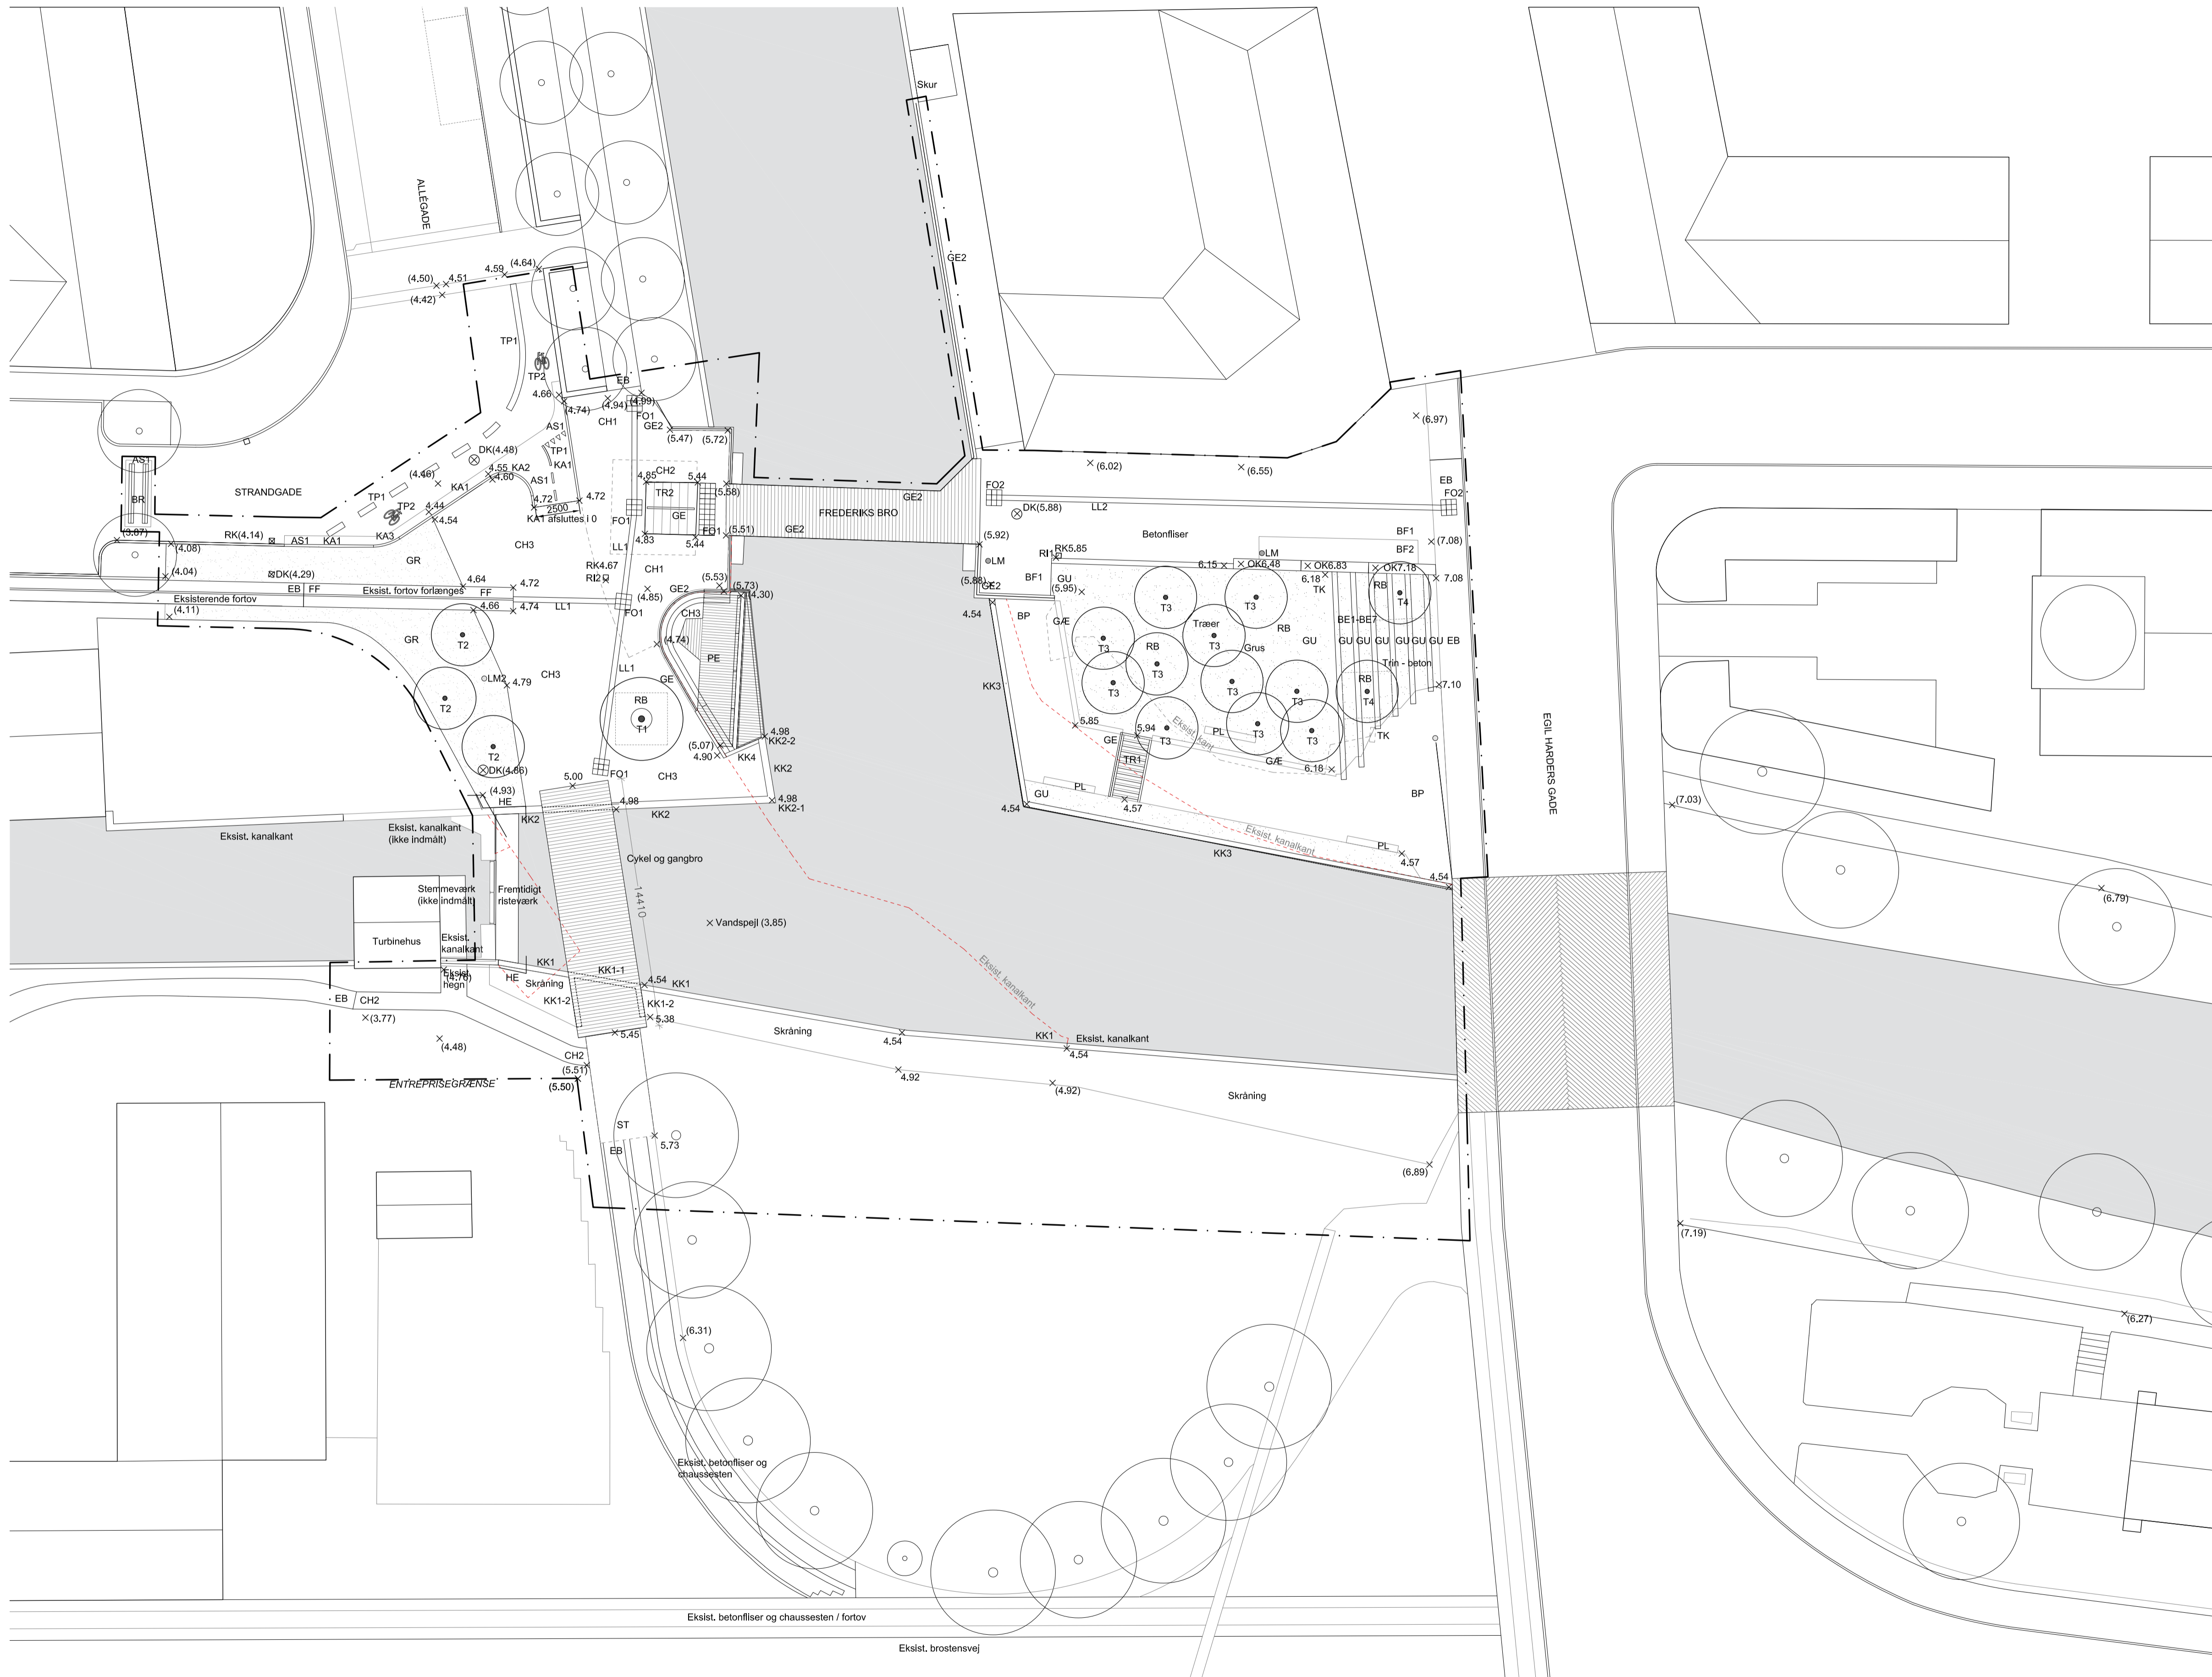 Skur
ALLÉGADE
GE2
(4.64)
4.59
(4.50)
4.51
(4.42)
TP1
TP2
EB
4.66
(4.74)
(4.94)
(4.99)
FO1
CH1
GE2
(5.47)
(5.72)
(6.97)
AS1
TP1
KA1
DK(4.48)
4.55
KA2
4.60
(4.46)
KA1
AS1
CH2
4.85
5.44
(5.58)
TR2
GE
(6.02)
(6.55)
AS1
BR
STRANDGADE
TP1
TP2
4.44
4.54
4.72
2500
4.72
KA1 afsluttes i 0
FO1
FO1
4.83
5.44
(5.51)
FREDERIKS BRO
GE2
GE2
FO2
DK(5.88)
LL2
EB
FO2
(3.87)
(4.08)
RK(4.14)
AS1
KA1
KA3
CH3
LL1
Betonfliser
BF1
(7.08)
BF2
(5.92)
LM
RI1
RK5.85
LM
(4.04)
DK(4.29)
GR
RK4.67
RI2
CH1
(5.53)
(5.73)
(4.30)
(5.88)
GE2
BF1
GU
(5.95)
6.15
OK6.48
OK7.18
6.18
TK
RB
7.08
T4
EB
FF
Eksist. fortov forlænges
FF
4.64
4.72
Eksisterende fortov
(4.11)
4.66
4.74
LL1
FO1
(4.85)
GE2
CH3
4.54
BP
GÆ
T3
T3
Træer
RB
BE1-BE7
GR
T2
(4.74)
T3
RB
T3
Grus
GU
GU
GU
GU
GU
GU
GU
EB
LM2
4.79
CH3
LL1
GE
PE
KK3
T3
T3
T3
T3
Trin - beton
RB
T4
7.10
T2
RB
T1
5.85
Eksist. kant
5.94
T3
PL
T3
T3
TK
T2
(5.07)
4.90
KK4
4.98
KK2-2
GE
TR1
GÆ
6.18
EGIL HARDERS GADE
DK(4.86)
FO1
CH3
KK2
5.00
(4.93)
HE
KK2
4.98
KK2
4.98
KK2-1
GU
PL
4.54
4.57
BP
(7.03)
Eksist. kanalkant
Eksist. kanalkant
(ikke indmålt)
Eksist. kanalkant
KK3
PL
4.57
4.54
Cykel og gangbro
14410
Stemmeværk
(ikke indmålt)
Fremtidigt
risteværk
Vandspejl (3.85)
(6.79)
Turbinehus
Eksist.
kanalkant
Eksist. kanalkant
KK1
KK1-1
4.54
KK1
(4.76)
Eksist.
hegn
HE
Skråning
KK1-2
KK1-2
5.38
EB
CH2
(3.77)
5.45
(4.48)
Skråning
4.54
KK1
Eksist. kanalkant
4.54
CH2
(5.51)
(5.50)
ENTREPRISEGRÆNSE
4.92
(4.92)
Skråning
ST
EB
5.73
(6.89)
(7.19)
(6.31)
(6.27)
Eksist. betonfliser og
chaussesten
Eksist. betonfliser og chaussesten / fortov
Eksist. brostensvej